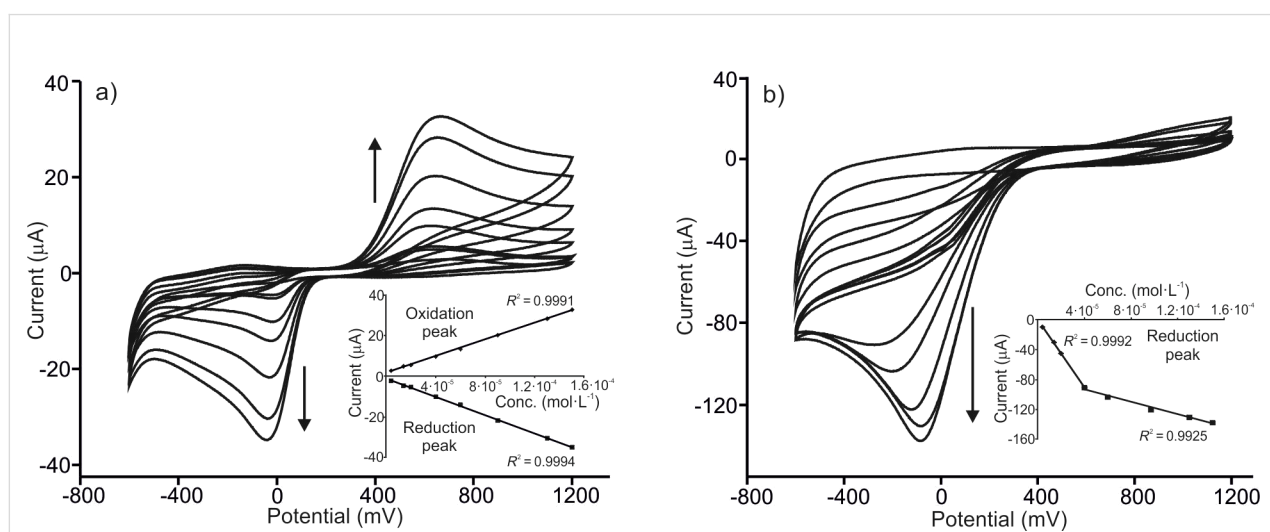 a)
Current (µA)
40
20
0
-20
-40
-800
-400
0
400
800
1200
Potential (mV)
Current (µA)
40
20
0
-20
-40
R² = 0.9991
Oxidation
peak
4·10⁻⁵
8·10⁻⁵
1.2·10⁻⁴
1.6·10⁻⁴
Conc. (mol·L⁻¹)
Reduction
peak
R² = 0.9994
b)
Current (µA)
40
0
-40
-80
-120
-800
-400
0
400
800
1200
Potential (mV)
Conc. (mol·L⁻¹)
4·10⁻⁵
8·10⁻⁵
1.2·10⁻⁴
1.6·10⁻⁴
Current (µA)
0
-40
-80
-120
-160
R² = 0.9992
Reduction
peak
R² = 0.9925